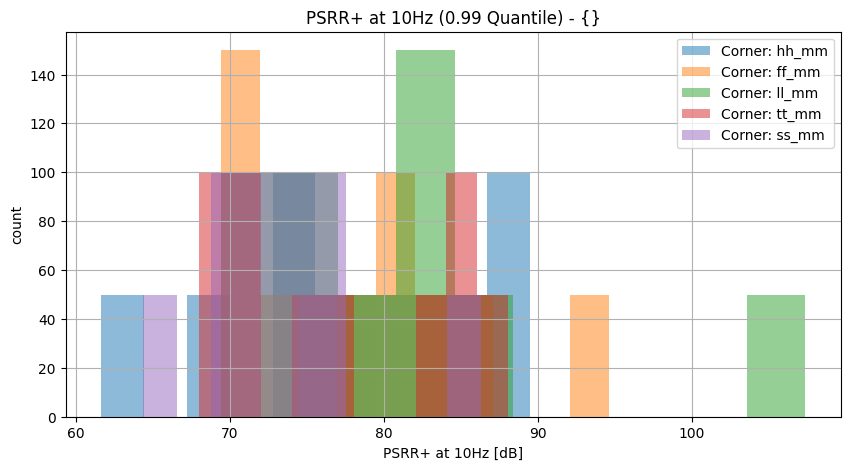 PSRR+ at 10Hz (0.99 Quantile) - {}
Corner: hh_mm
Corner: ff_mm
Corner: ll_mm
Corner: tt_mm
Corner: ss_mm
count
140
120
100
80
60
40
20
0
60
70
80
90
100
PSRR+ at 10Hz [dB]